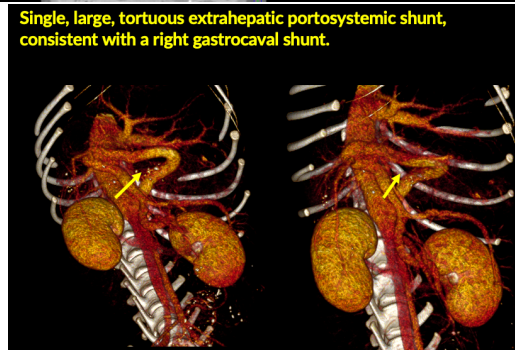 Single, large, tortuous extrahepatic portosystemic shunt,
consistent with a right gastrocaval shunt.